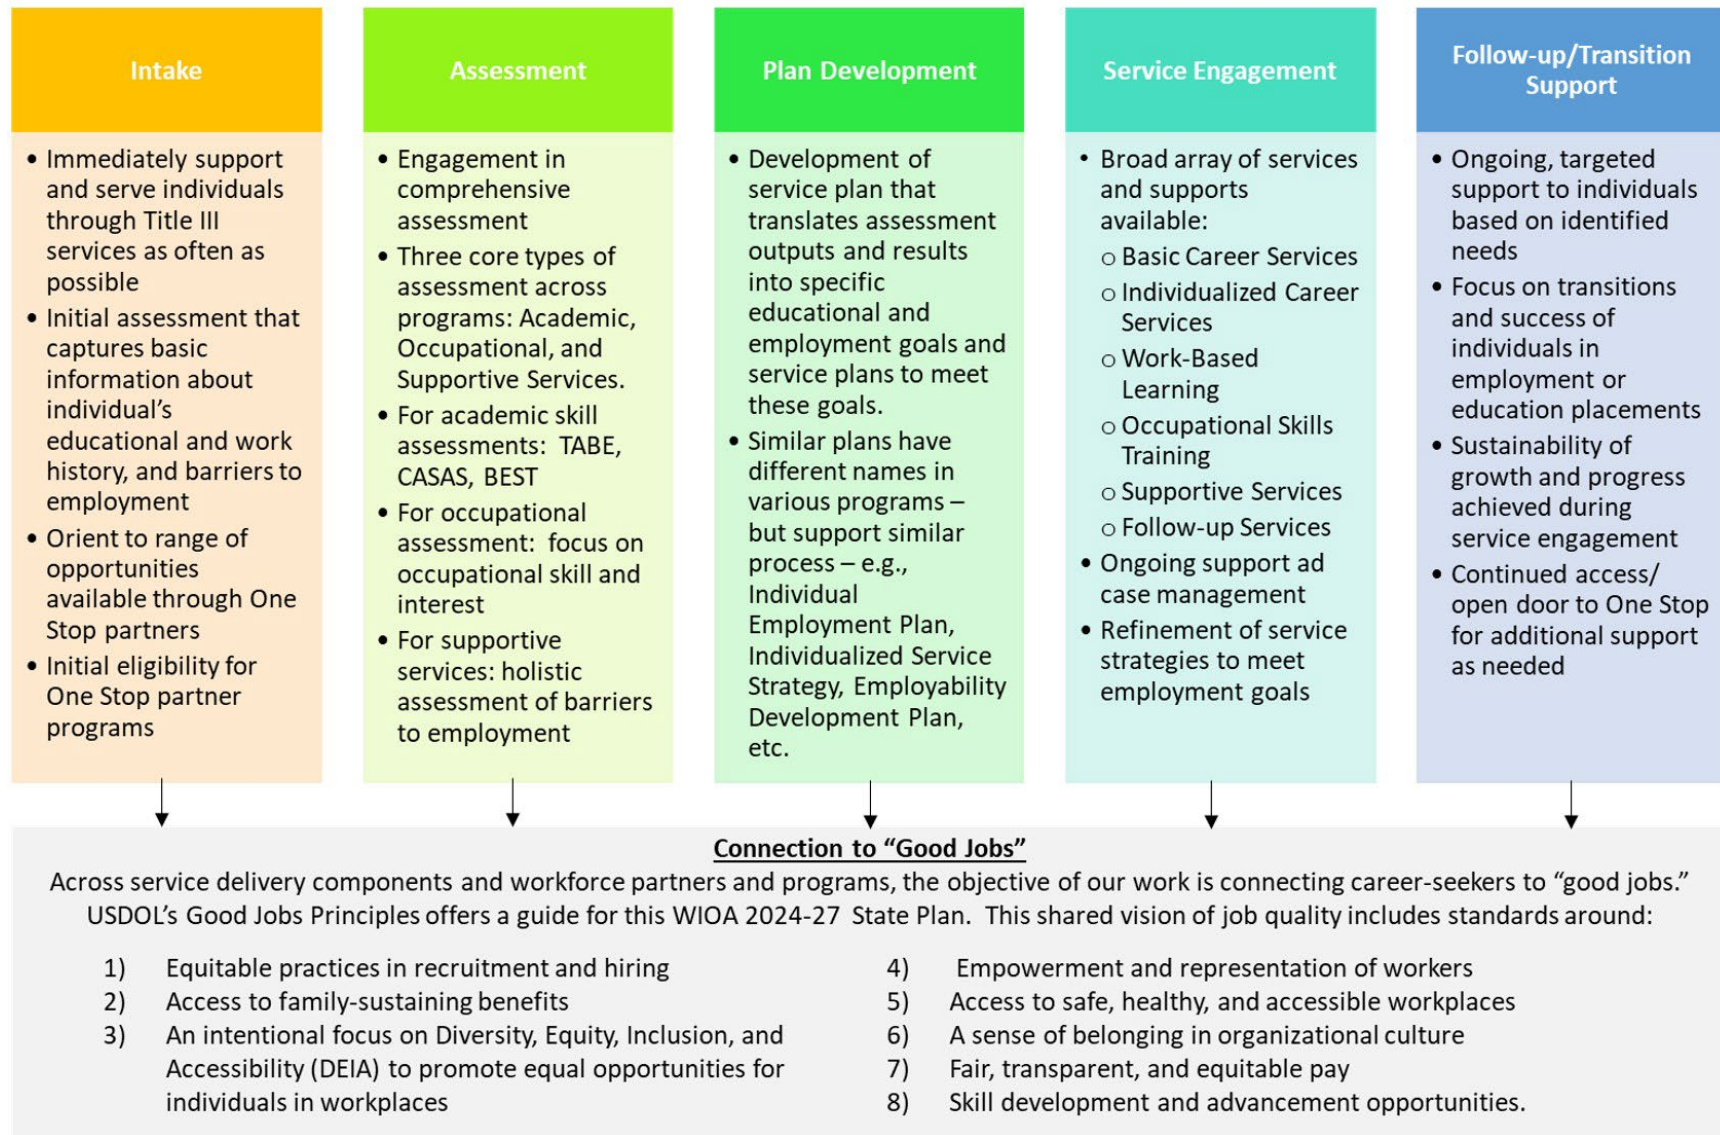 Intake
• Immediately support
and serve individuals
through Title III
services as often as
possible
• Initial assessment that
captures basic
information about
individual’s
educational and work
history, and barriers to
employment
• Orient to range of
opportunities
available through One
Stop partners
• Initial eligibility for
One Stop partner
programs
Assessment
• Engagement in
comprehensive
assessment
• Three core types of
assessment across
programs: Academic,
Occupational, and
Supportive Services.
• For academic skill
assessments: TABE,
CASAS, BEST
• For occupational
assessment: focus on
occupational skill and
interest
• For supportive
services: holistic
assessment of barriers
to employment
Plan Development
• Development of
service plan that
translates assessment
outputs and results
into specific
educational and
employment goals and
service plans to meet
these goals.
• Similar plans have
different names in
various programs –
but support similar
process – e.g.,
Individual
Employment Plan,
Individualized Service
Strategy, Employability
Development Plan,
etc.
Service Engagement
• Broad array of services
and supports
available:
o Basic Career Services
o Individualized Career
Services
o Work-Based
Learning
o Occupational Skills
Training
o Supportive Services
o Follow-up Services
• Ongoing support ad
case management
• Refinement of service
strategies to meet
employment goals
Follow-up/Transition
Support
• Ongoing, targeted
support to individuals
based on identified
needs
• Focus on transitions
and success of
individuals in
employment or
education placements
• Sustainability of
growth and progress
achieved during
service engagement
• Continued access/
open door to One Stop
for additional support
as needed
Connection to “Good Jobs”
Across service delivery components and workforce partners and programs, the objective of our work is connecting career-seekers to “good jobs.”
USDOL’s Good Jobs Principles offers a guide for this WIOA 2024-27 State Plan. This shared vision of job quality includes standards around:
1) Equitable practices in recruitment and hiring
2) Access to family-sustaining benefits
3) An intentional focus on Diversity, Equity, Inclusion, and
Accessibility (DEIA) to promote equal opportunities for
individuals in workplaces
4) Empowerment and representation of workers
5) Access to safe, healthy, and accessible workplaces
6) A sense of belonging in organizational culture
7) Fair, transparent, and equitable pay
8) Skill development and advancement opportunities.